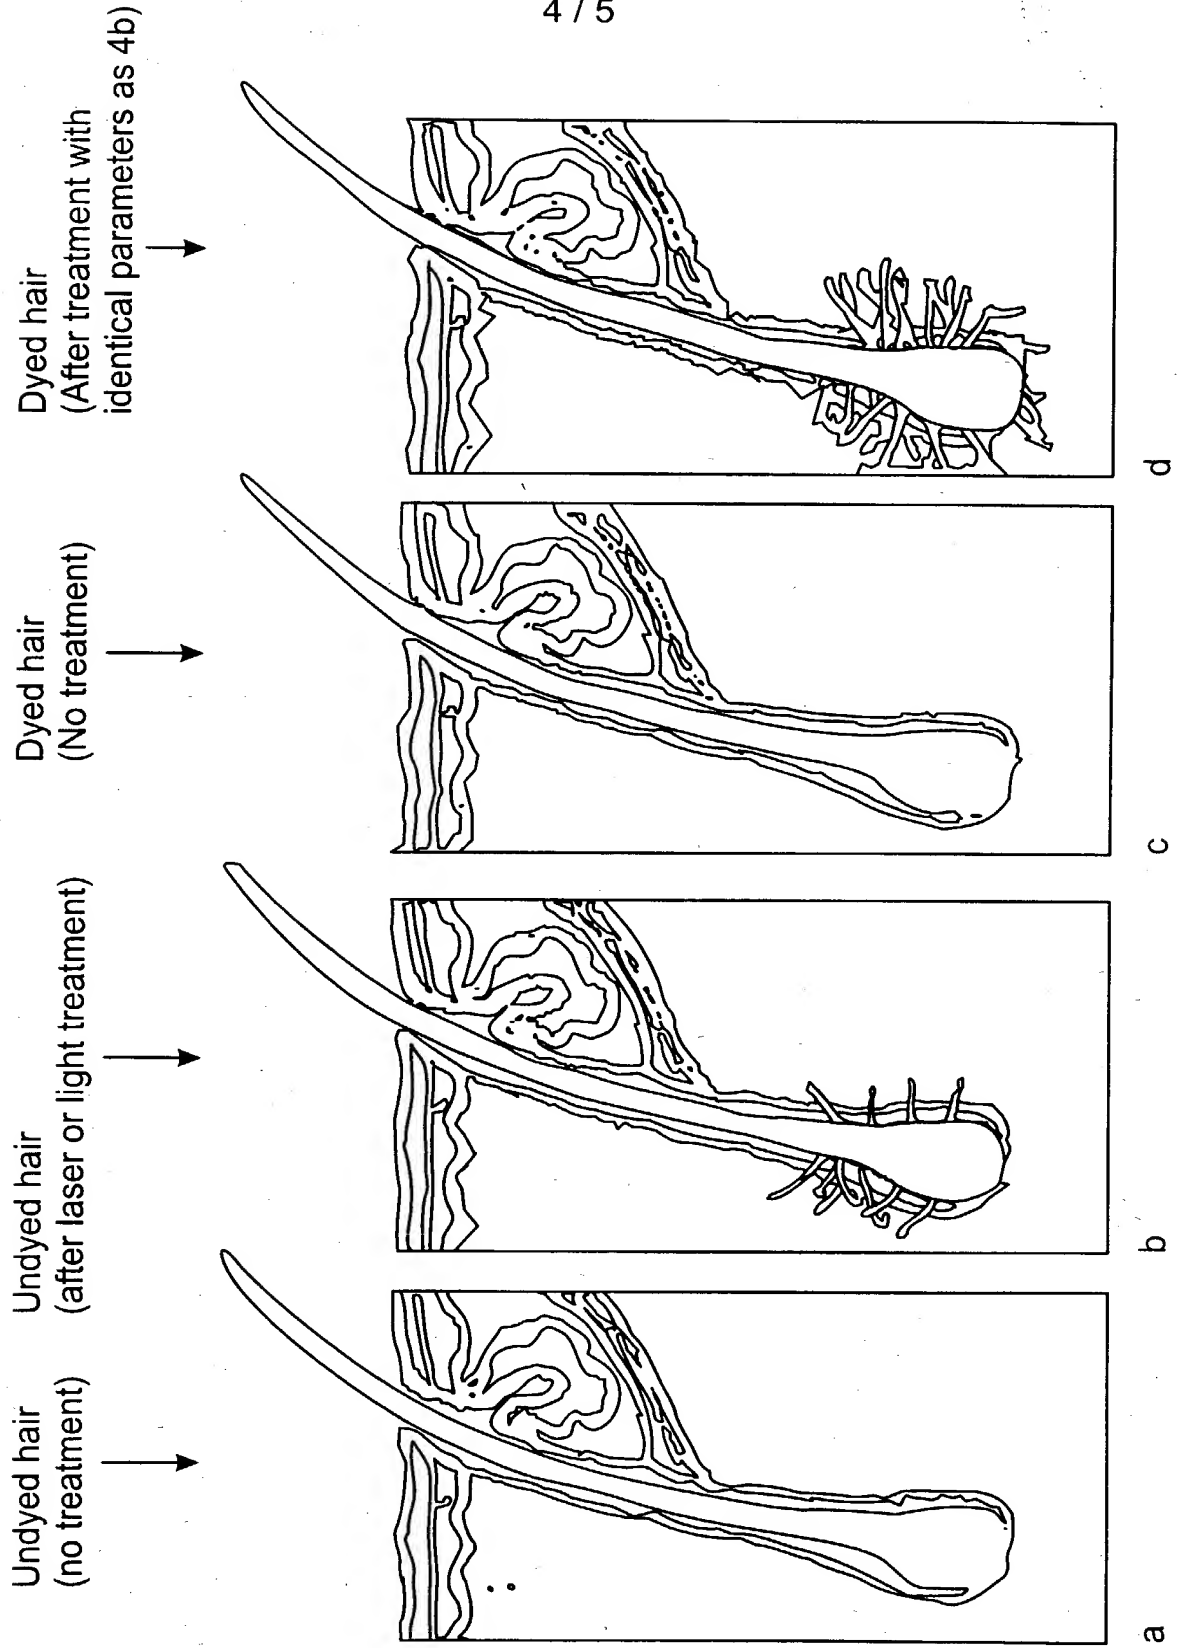 4 / 5
Undyed hair
(no treatment)
Undyed hair
(after laser or light treatment)
Dyed hair
(No treatment)
Dyed hair
(After treatment with
identical parameters as 4b)
a
b
c
d